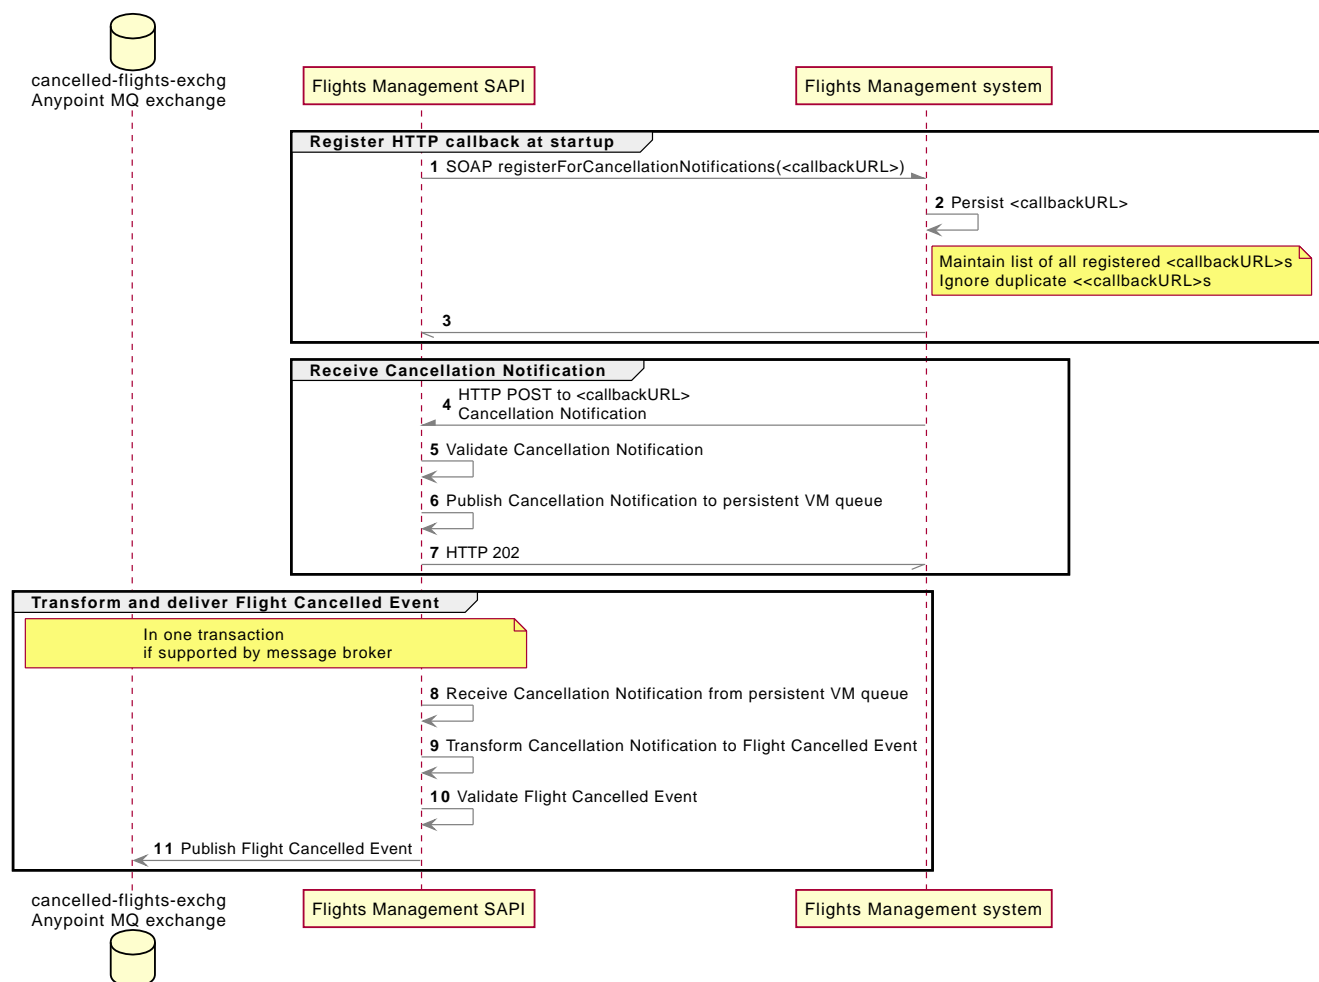 cancelled-flights-exchg
Anypoint MQ exchange
Flights Management SAPI
Flights Management system
Register HTTP callback at startup
1 SOAP registerForCancellationNotifications(<callbackURL>)
2 Persist <callbackURL>
Maintain list of all registered <callbackURL>s
Ignore duplicate <<callbackURL>s
3
Receive Cancellation Notification
4 HTTP POST to <callbackURL>
Cancellation Notification
5 Validate Cancellation Notification
6 Publish Cancellation Notification to persistent VM queue
7 HTTP 202
Transform and deliver Flight Cancelled Event
In one transaction
if supported by message broker
8 Receive Cancellation Notification from persistent VM queue
9 Transform Cancellation Notification to Flight Cancelled Event
10 Validate Flight Cancelled Event
11 Publish Flight Cancelled Event
cancelled-flights-exchg
Anypoint MQ exchange
Flights Management SAPI
Flights Management system